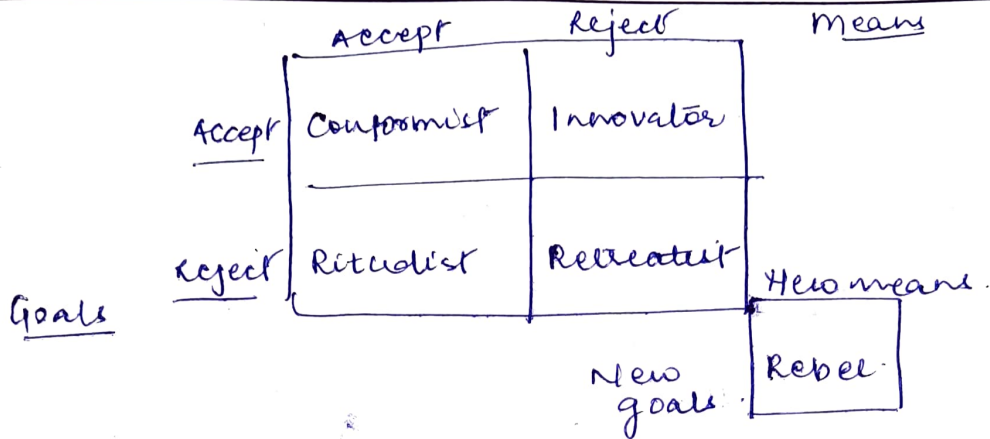 Accept Reject Means
Accept Conformist Innovator
Reject Ritualist Retreatist
Goals
New means.
New goals.
Rebel.